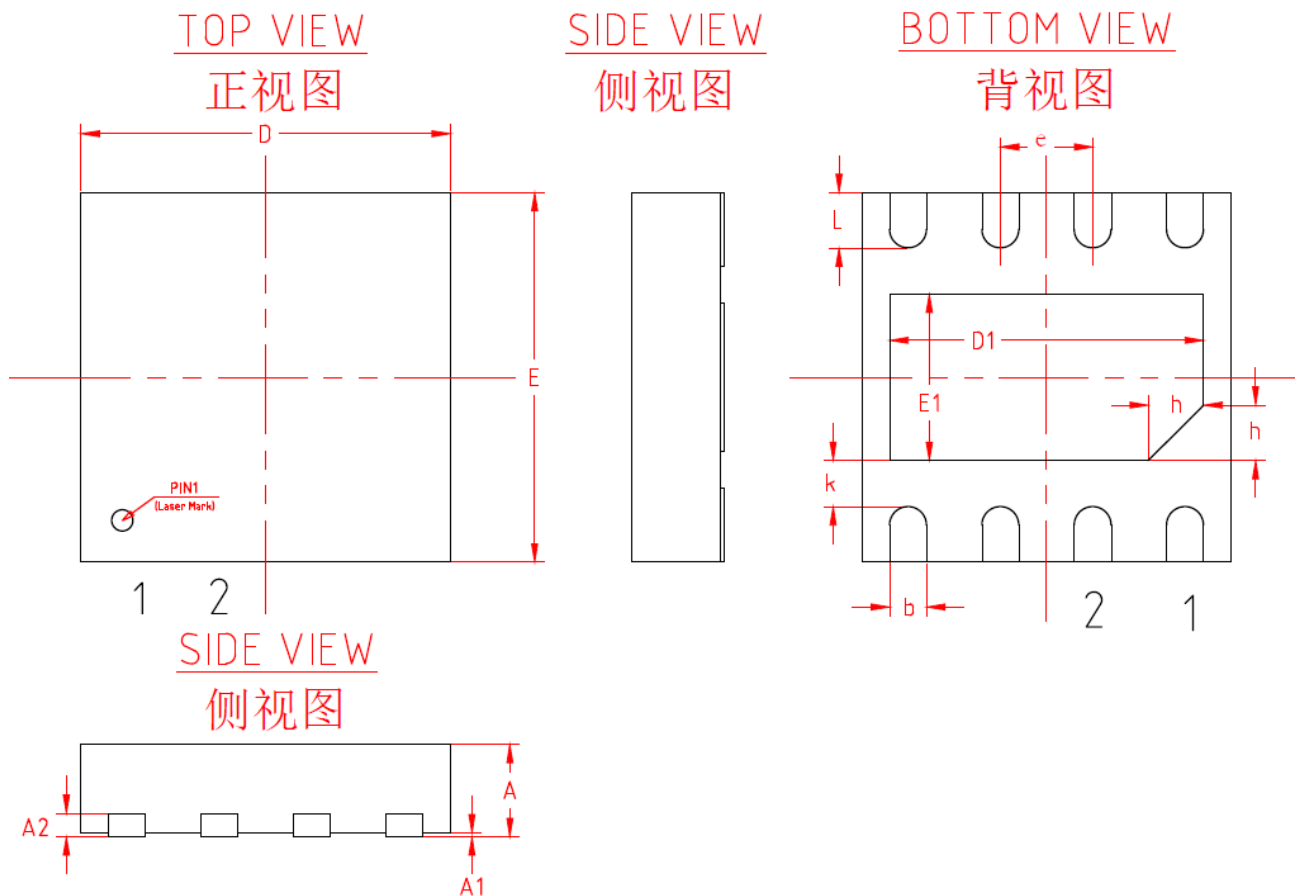 TOP VIEW
正视图
SIDE VIEW
侧视图
BOTTOM VIEW
背视图
D
E
PIN1
(Laser Mark)
1 2
e
L
D1
E1
h
h
k
b
2 1
SIDE VIEW
侧视图
A
A2
A1